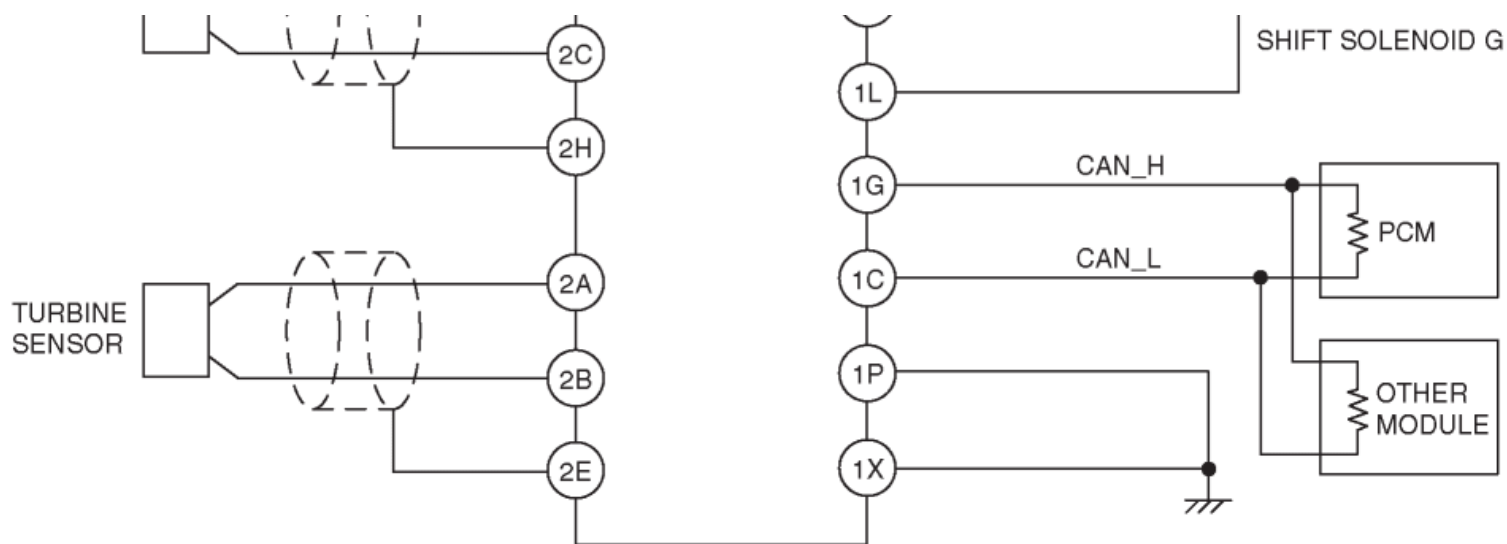 2C
2H
TURBINE
SENSOR
2A
2B
2E
1L
1G
1C
1P
1X
SHIFT SOLENOID G
CAN_H
CAN_L
PCM
OTHER
MODULE